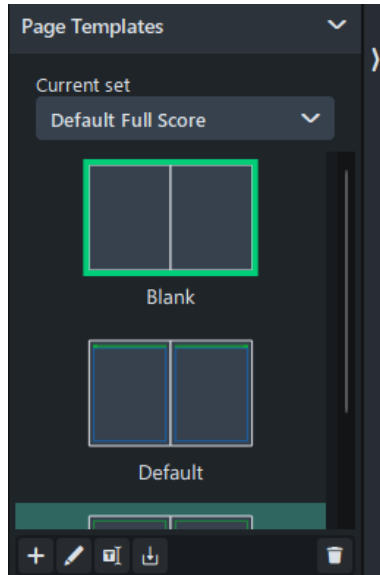 Page Templates
Current set
Default Full Score
Blank
Default